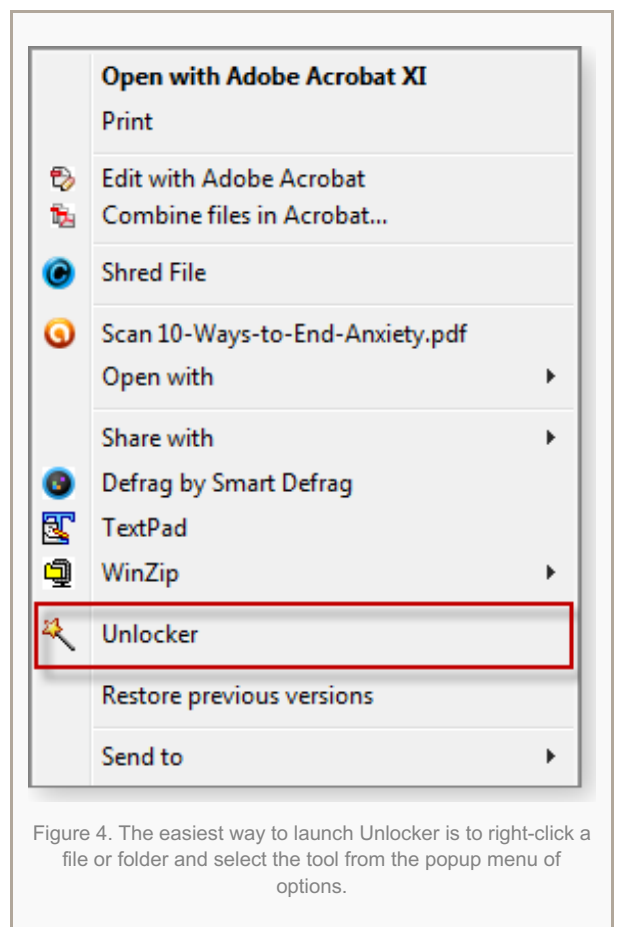 Open with Adobe Acrobat XI
Print
Edit with Adobe Acrobat
Combine files in Acrobat...
Shred File
Scan 10-Ways-to-End-Anxiety.pdf
Open with
Share with
Defrag by Smart Defrag
TextPad
WinZip
Unlocker
Restore previous versions
Send to
Figure 4. The easiest way to launch Unlocker is to right-click a
file or folder and select the tool from the popup menu of
options.